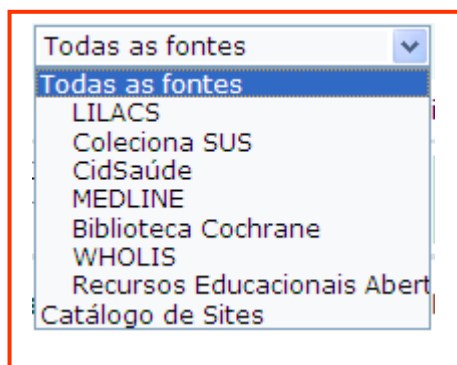 Todas as fontes
Todas as fontes
LILACS
Coleciona SUS
CidSaúde
MEDLINE
Biblioteca Cochrane
WHOLIS
Recursos Educacionais Abert
Catálogo de Sites